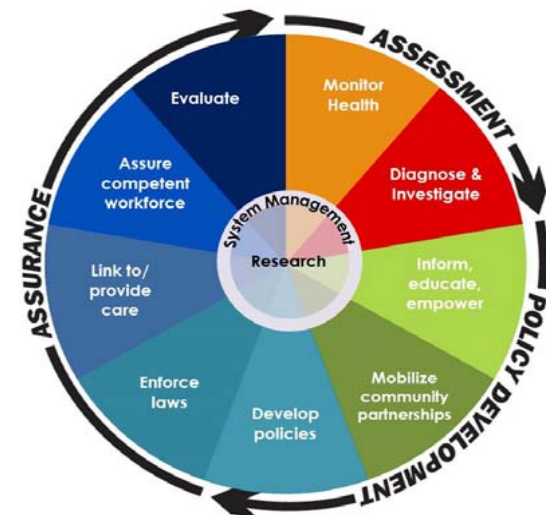 ASSESSMENT
Monitor
Health
Diagnose &
Investigate
POLICY DEVELOPMENT
Inform,
educate,
empower
Mobilize
community
partnerships
Develop
policies
ASSURANCE
Enforce
laws
Link to/
provide
care
Assure
competent
workforce
Evaluate
System Management
Research